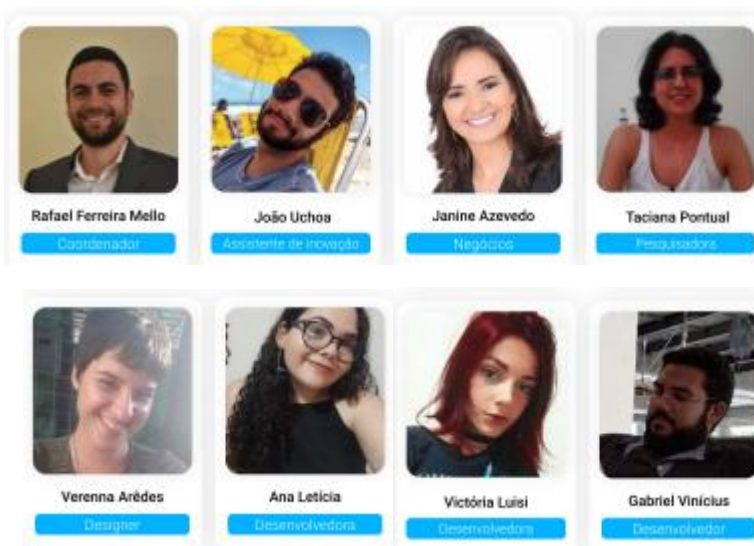 Rafael Ferreira Mello
Coordenador
João Uchoa
Assistente de inovação
Janine Azevedo
Negócios
Taciana Pontual
Pesquisadora
Verenna Arêdes
Designer
Ana Letícia
Desenvolvedora
Victória Luisi
Desenvolvedora
Gabriel Vinícius
Desenvolvedor